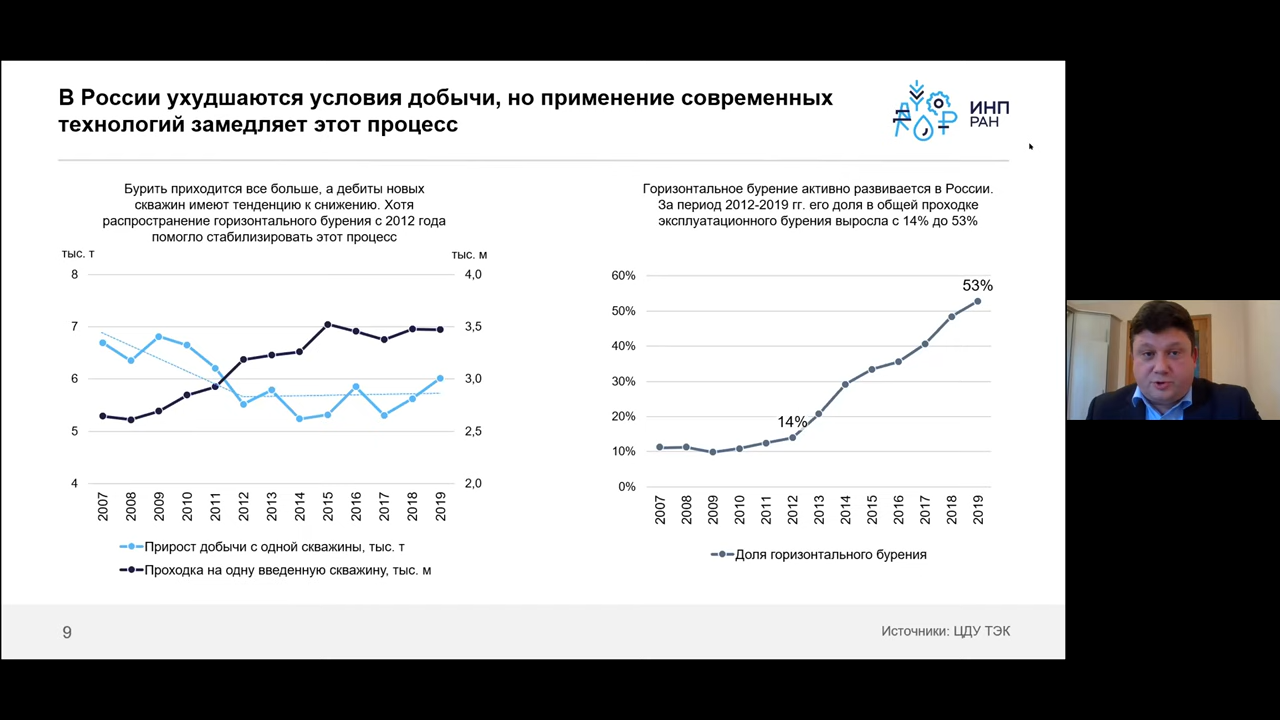 В России ухудшаются условия добычи, но применение современных
технологий замедляет этот процесс
ИНП
РАН
Бурить приходится все больше, а дебиты новых
скважин имеют тенденцию к снижению. Хотя
распространение горизонтального бурения с 2012 года
помогло стабилизировать этот процесс
тыс. т
тыс. м
8
7
6
5
4
4,0
3,5
3,0
2,5
2,0
2007
2008
2009
2010
2011
2012
2013
2014
2015
2016
2017
2018
2019
Прирост добычи с одной скважины, тыс. т
Проходка на одну введенную скважину, тыс. м
Горизонтальное бурение активно развивается в России.
За период 2012-2019 гг. его доля в общей проходке
эксплуатационного бурения выросла с 14% до 53%
60%
50%
40%
30%
20%
10%
0%
14%
53%
2007
2008
2009
2010
2011
2012
2013
2014
2015
2016
2017
2018
2019
Доля горизонтального бурения
9
Источники: ЦДУ ТЭК